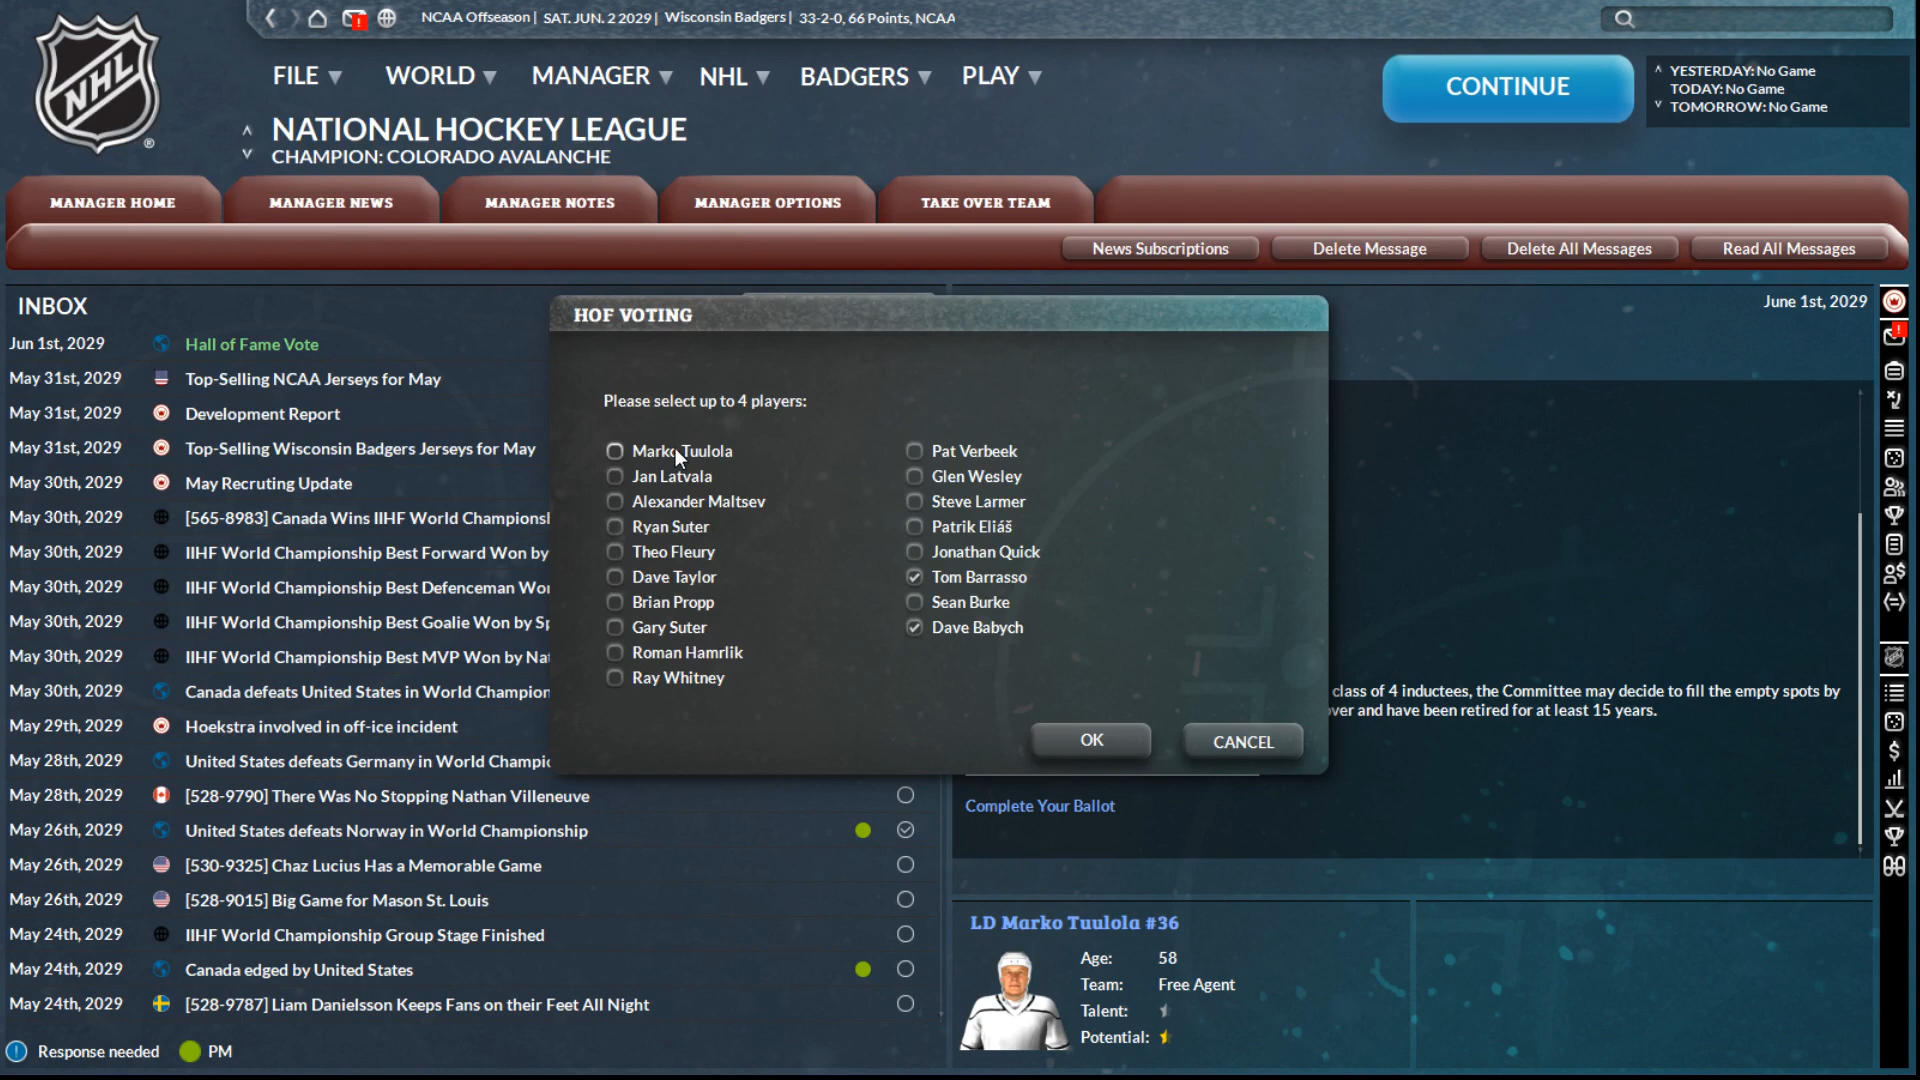 NCAA Offseason | SAT. JUN. 2 2029 | Wisconsin Badgers | 33-2-0, 66 Points, NCAA
NHL
FILE WORLD MANAGER NHL BADGERS PLAY
CONTINUE
YESTERDAY: No Game
TODAY: No Game
TOMORROW: No Game
NATIONAL HOCKEY LEAGUE
CHAMPION: COLORADO AVALANCHE
MANAGER HOME MANAGER NEWS MANAGER NOTES MANAGER OPTIONS TAKE OVER TEAM
News Subscriptions Delete Message Delete All Messages Read All Messages
INBOX
Jun 1st, 2029 Hall of Fame Vote
May 31st, 2029 Top-Selling NCAA Jerseys for May
May 31st, 2029 Development Report
May 31st, 2029 Top-Selling Wisconsin Badgers Jerseys for May
May 30th, 2029 May Recruting Update
May 30th, 2029 [565-8983] Canada Wins IIHF World Champions
May 30th, 2029 IIHF World Championship Best Forward Won by
May 30th, 2029 IIHF World Championship Best Defenceman Wo
May 30th, 2029 IIHF World Championship Best Goalie Won by Sp
May 30th, 2029 IIHF World Championship Best MVP Won by Nat
May 30th, 2029 Canada defeats United States in World Champion
May 29th, 2029 Hoekstra involved in off-ice incident
May 28th, 2029 United States defeats Germany in World Champio
May 28th, 2029 [528-9790] There Was No Stopping Nathan Villeneuve
May 26th, 2029 United States defeats Norway in World Championship
May 26th, 2029 [530-9325] Chaz Lucius Has a Memorable Game
May 26th, 2029 [528-9015] Big Game for Mason St. Louis
May 24th, 2029 IIHF World Championship Group Stage Finished
May 24th, 2029 Canada edged by United States
May 24th, 2029 [528-9787] Liam Danielsson Keeps Fans on their Feet All Night
Response needed PM
HOF VOTING
Please select up to 4 players:
Marko Tuulola
Jan Latvala
Alexander Maltsev
Ryan Suter
Theo Fleury
Dave Taylor
Brian Propp
Gary Suter
Roman Hamrlik
Ray Whitney
Pat Verbeek
Glen Wesley
Steve Larmer
Patrik Eliáš
Jonathan Quick
Tom Barrasso
Sean Burke
Dave Babych
OK CANCEL
June 1st, 2029
class of 4 inductees, the Committee may decide to fill the empty spots by
ver and have been retired for at least 15 years.
Complete Your Ballot
LD Marko Tuulola #36
Age: 58
Team: Free Agent
Talent:
Potential: